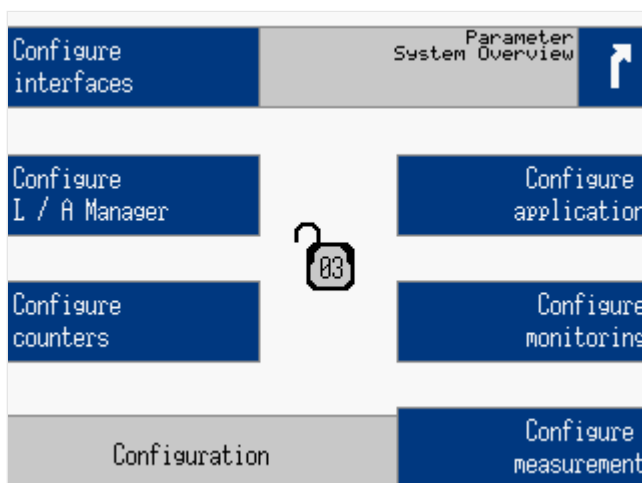 Configure
interfaces
Parameter
System Overview
Configure
L / A Manager
Configure
application
03
Configure
counters
Configure
monitoring
Configuration
Configure
measurement